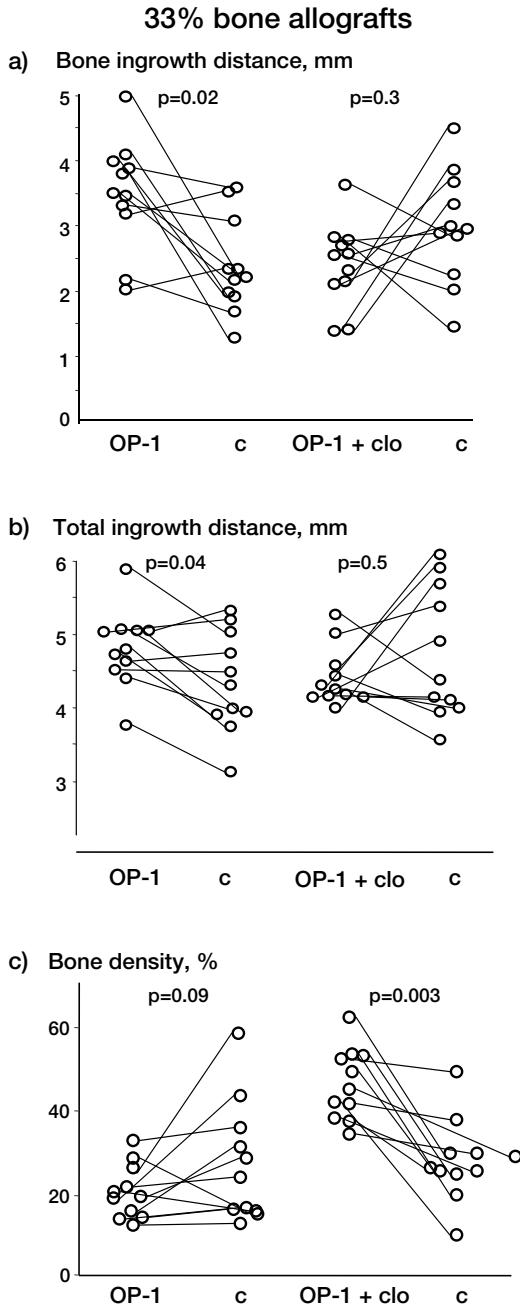 33% bone allografts
a) Bone ingrowth distance, mm
p=0.02 p=0.3
5
4
3
2
1
0
OP-1 c OP-1 + clo c
b) Total ingrowth distance, mm
p=0.04 p=0.5
6
5
4
3
OP-1 c OP-1 + clo c
c) Bone density, %
p=0.09 p=0.003
60
40
20
0
OP-1 c OP-1 + clo c